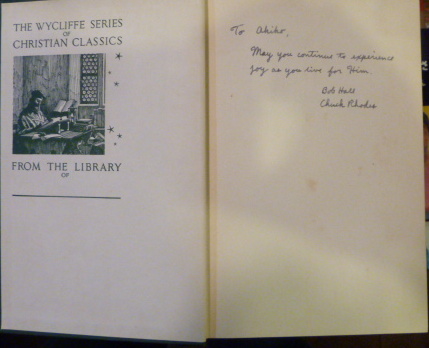 THE WYCLIFFE SERIES
OF
CHRISTIAN CLASSICS
FROM THE LIBRARY
OF
To Akiko,
May you continue to experience
joy as you live for Him.
Bob Hall
Chuck Rhodes